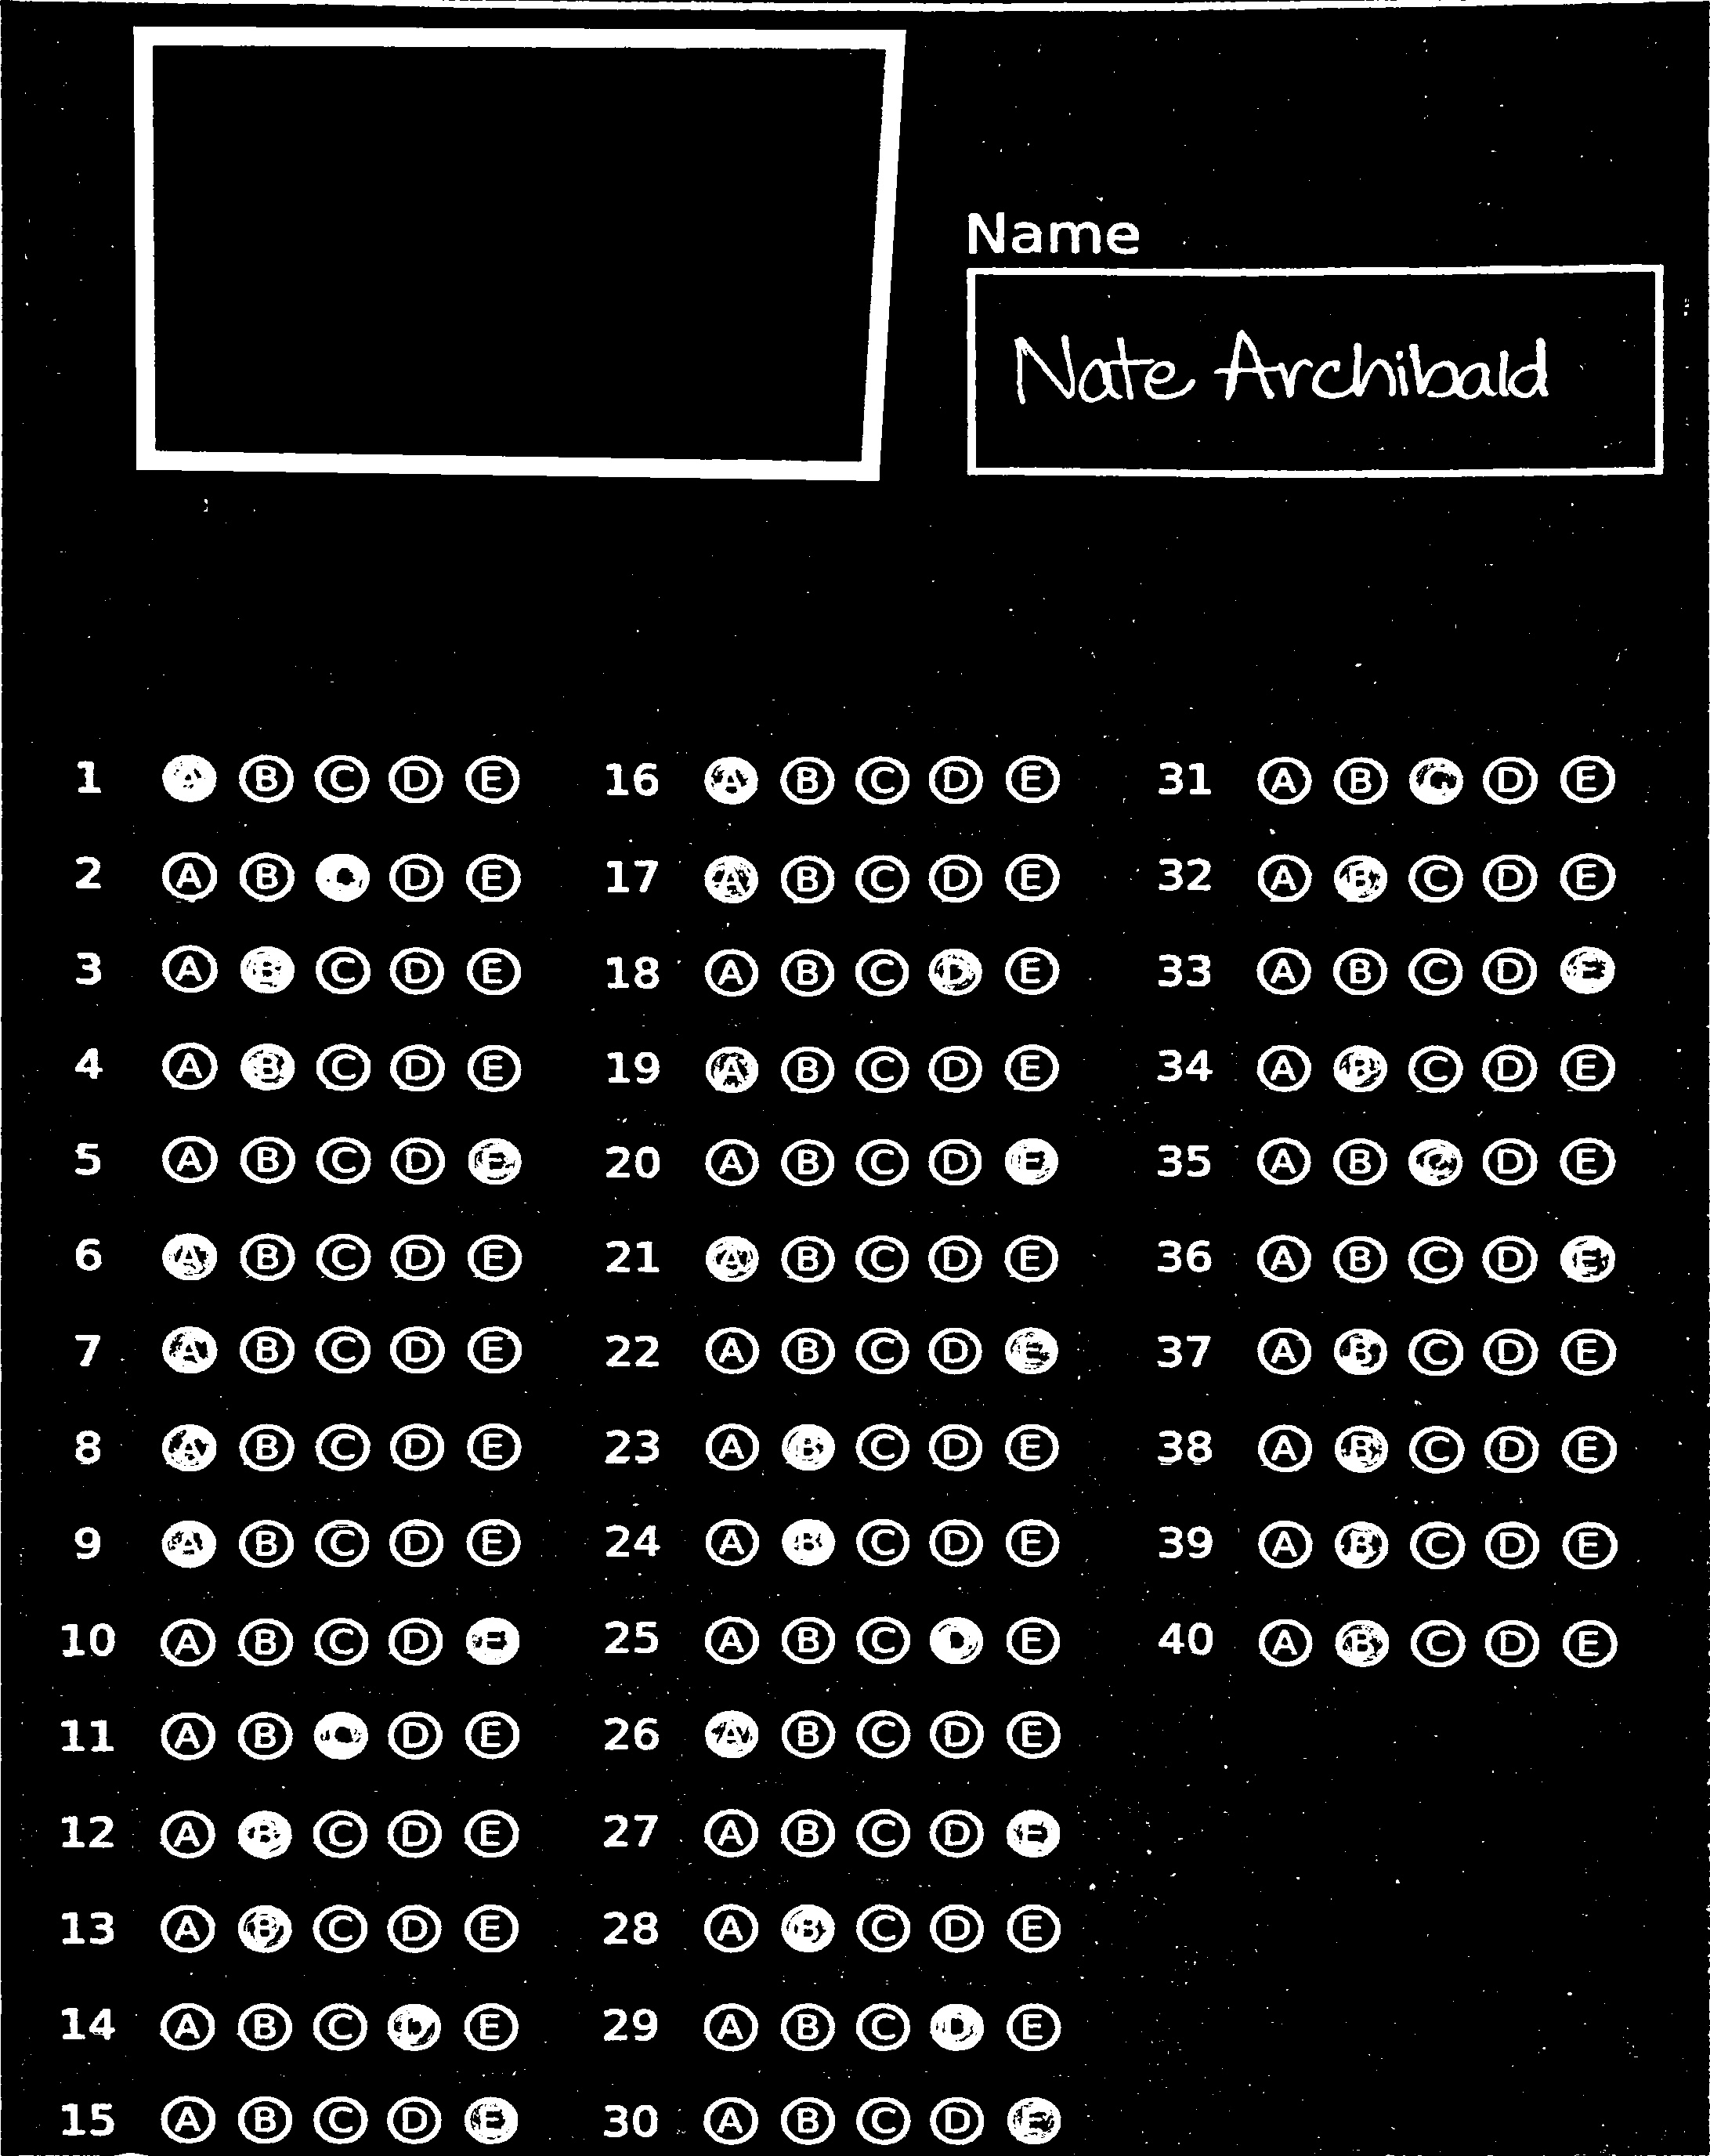 Name
Nate Archibald
1 A B C D E 16 A B C D E 31 A B C D E
2 A B C D E 17 A B C D E 32 A B C D E
3 A B C D E 18 A B C D E 33 A B C D E
4 A B C D E 19 A B C D E 34 A B C D E
5 A B C D E 20 A B C D E 35 A B C D E
6 A B C D E 21 A B C D E 36 A B C D E
7 A B C D E 22 A B C D E 37 A B C D E
8 A B C D E 23 A B C D E 38 A B C D E
9 A B C D E 24 A B C D E 39 A B C D E
10 A B C D E 25 A B C D E 40 A B C D E
11 A B C D E 26 A B C D E
12 A B C D E 27 A B C D E
13 A B C D E 28 A B C D E
14 A B C D E 29 A B C D E
15 A B C D E 30 A B C D E